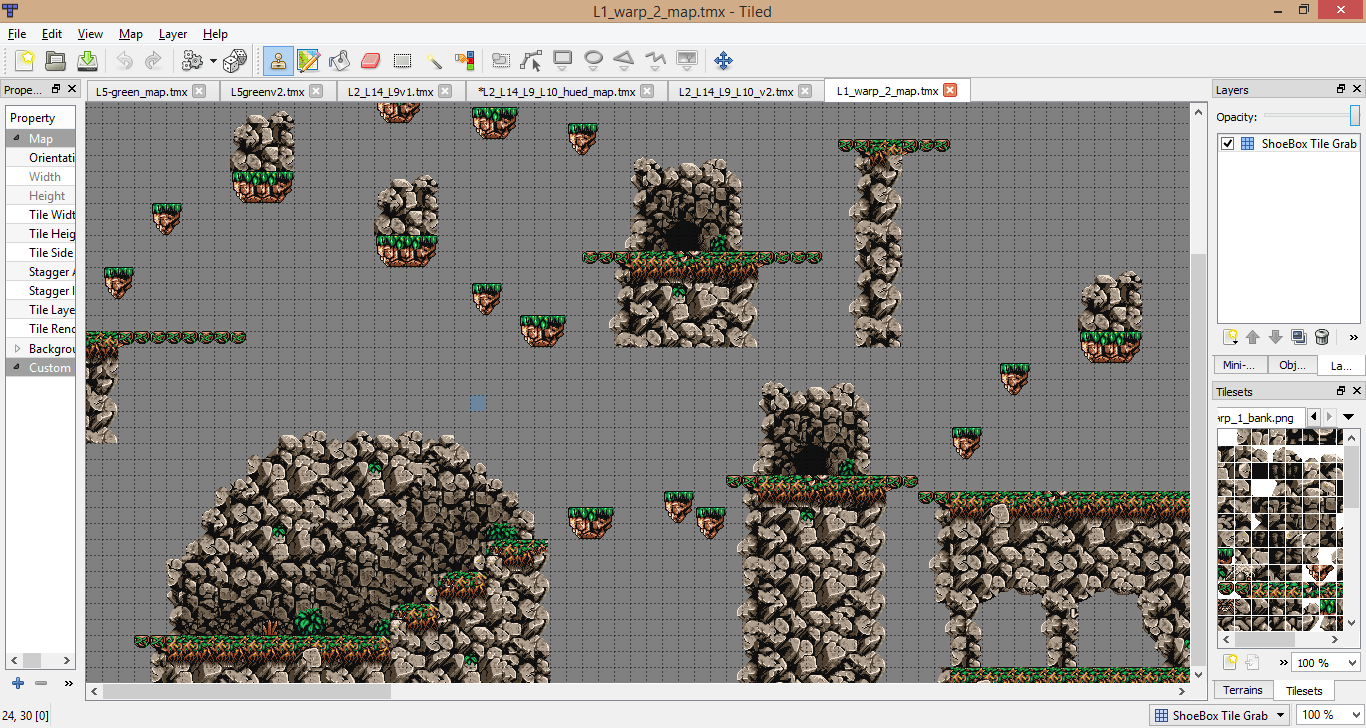 L1_warp_2_map.tmx - Tiled
File Edit View Map Layer Help
Prope...
L5-green_map.tmx
L5greenv2.tmx
L2_L14_L9v1.tmx
*L2_L14_L9_L10_hued_map.tmx
L2_L14_L9_L10_v2.tmx
L1_warp_2_map.tmx
Layers
Property
Map
Orientati
Width
Height
Tile Widt
Tile Heig
Tile Side
Stagger A
Stagger I
Tile Laye
Tile Renc
Backgrou
Custom
Opacity:
ShoeBox Tile Grab
Mini-... Obj... La...
Tilesets
arp_1_bank.png
100 %
Terrains Tilesets
24, 30 [0]
ShoeBox Tile Grab
100 %